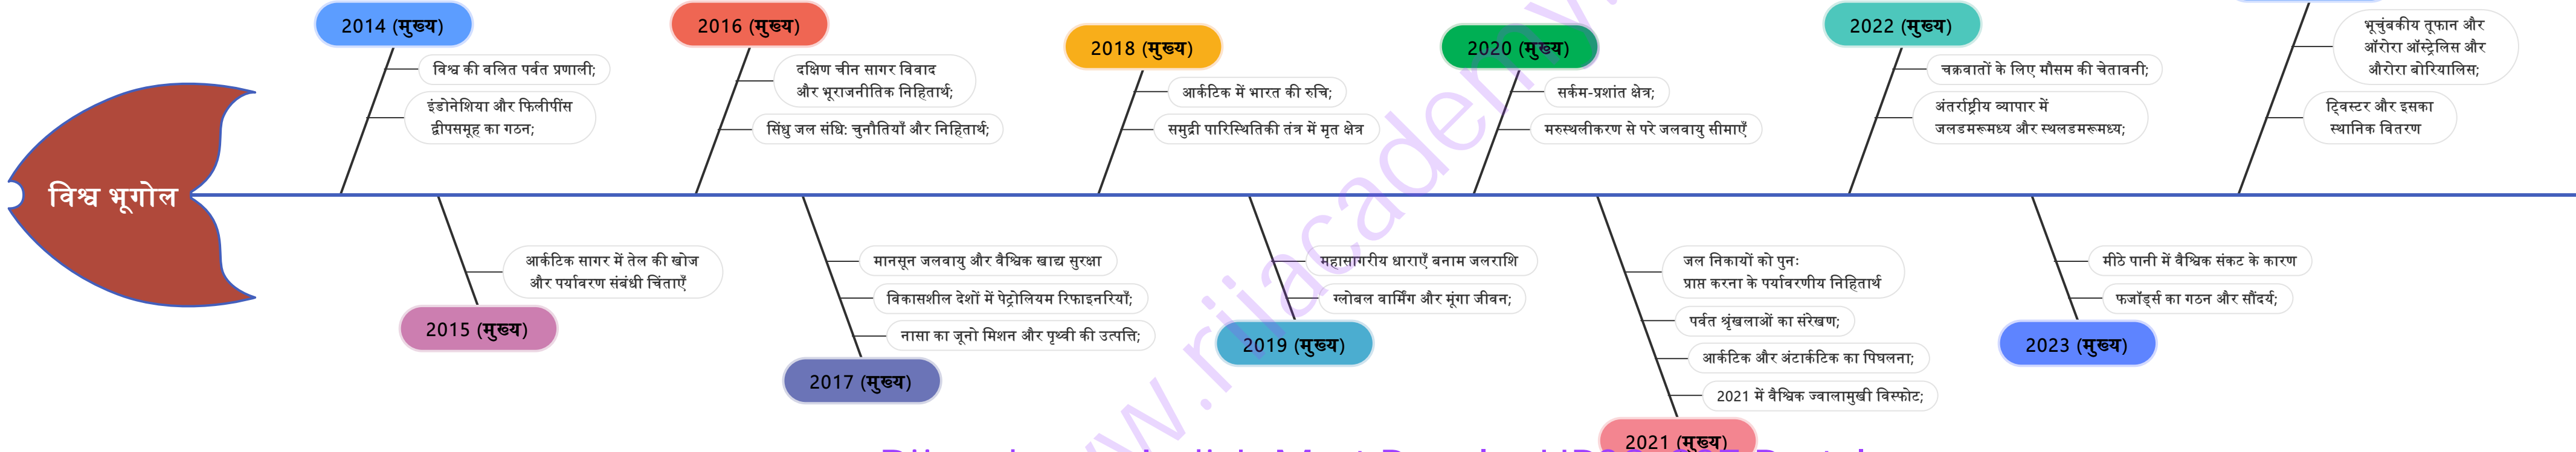 विश्व भूगोल
2014 (मुख्य)
विश्व की वलित पर्वत प्रणाली;
इंडोनेशिया और फिलीपींस
द्वीपसमूह का गठन;
2015 (मुख्य)
आर्कटिक सागर में तेल की खोज
और पर्यावरण संबंधी चिंताएँ
2016 (मुख्य)
दक्षिण चीन सागर विवाद
और भूराजनीतिक निहितार्थ;
सिंधु जल संधि: चुनौतियाँ और निहितार्थ;
2017 (मुख्य)
मानसून जलवायु और वैश्विक खाद्य सुरक्षा
विकासशील देशों में पेट्रोलियम रिफाइनरियाँ;
नासा का जूनो मिशन और पृथ्वी की उत्पत्ति;
2018 (मुख्य)
आर्कटिक में भारत की रुचि;
समुद्री पारिस्थितिकी तंत्र में मृत क्षेत्र
2019 (मुख्य)
महासागरीय धाराएँ बनाम जलराशि
ग्लोबल वार्मिंग और मूंगा जीवन;
2020 (मुख्य)
सर्कम-प्रशांत क्षेत्र;
मरुस्थलीकरण से परे जलवायु सीमाएँ
2021 (मुख्य)
जल निकायों को पुनः
प्राप्त करना के पर्यावरणीय निहितार्थ
पर्वत श्रृंखलाओं का संरेखण;
आर्कटिक और अंटार्कटिक का पिघलना;
2021 में वैश्विक ज्वालामुखी विस्फोट;
2022 (मुख्य)
चक्रवातों के लिए मौसम की चेतावनी;
अंतर्राष्ट्रीय व्यापार में
जलडमरूमध्य और स्थलडमरूमध्य;
2023 (मुख्य)
मीठे पानी में वैश्विक संकट के कारण
फजॉर्ड्स का गठन और सौंदर्य;
भूचुंबकीय तूफान और
ऑरोरा ऑस्ट्रेलिस और
औरोरा बोरियालिस;
ट्विस्टर और इसका
स्थानिक वितरण
www.rijacademy.